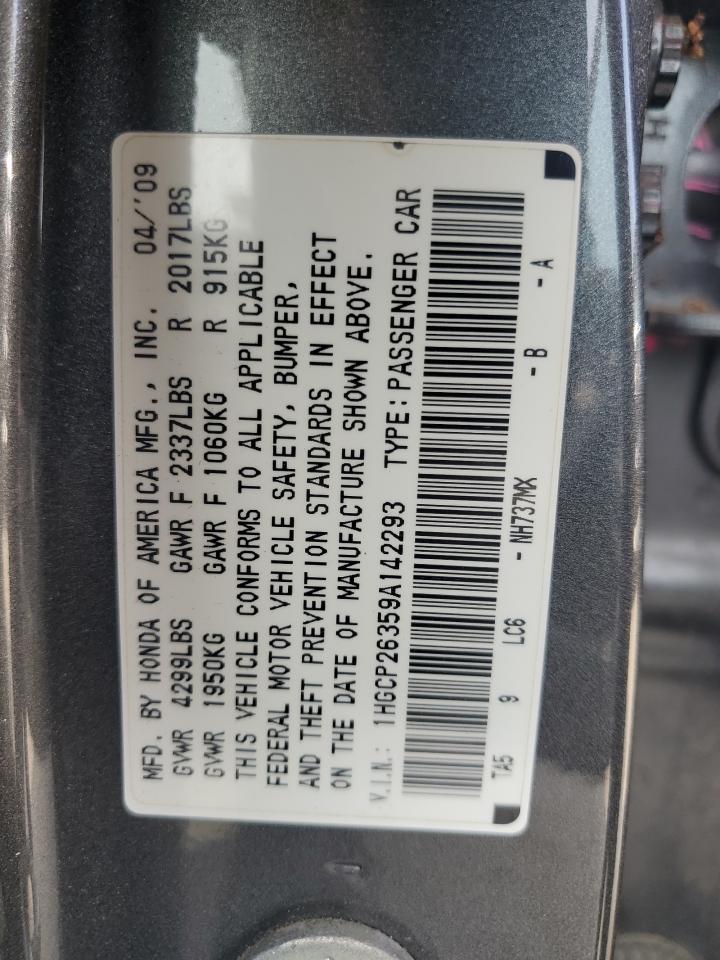 MFD. BY HONDA OF AMERICA MFG., INC. 04/'09
GVWR 4299LBS GAWR F 2337LBS R 2017LBS
GVWR 1950KG GAWR F 1060KG R 915KG
THIS VEHICLE CONFORMS TO ALL APPLICABLE
FEDERAL MOTOR VEHICLE SAFETY, BUMPER,
AND THEFT PREVENTION STANDARDS IN EFFECT
ON THE DATE OF MANUFACTURE SHOWN ABOVE.
V.I.N.: 1HGCP26359A142293 TYPE:PASSENGER CAR
TA5 9 LC6 - NH737MX - B - A